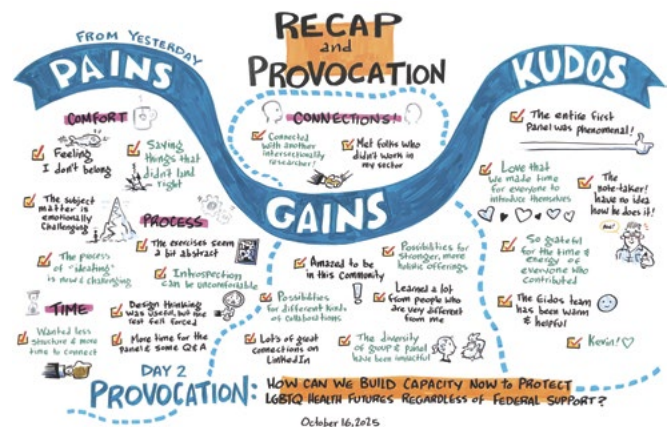 RECAP
and
PROVOCATION
FROM YESTERDAY
PAINS
COMFORT
Feeling
I don't belong
Saying
things that
didn't land
right
The subject
matter is
emotionally
challenging
PROCESS
The exercises seem
a bit abstract
The process
of "ideating"
is new & challenging
Introspection
can be uncomfortable
TIME
Wanted less
structure & more
time to connect
Design thinking
was useful, but the
rest felt forced
More time for the
panel & some Q&A
CONNECTIONS!
Connected
with another
intersectionality
researcher!
Met folks who
didn't work in
my sector
GAINS
Amazed to be
in this Community
Possibilities for
Stronger, more
holistic offerings
Possibilities
for different kinds
of collaborations
Learned a lot
from people who
are very different
from me
Lots of great
connections on
LinkedIn
The diversity
of group & panel
have been impactful
KUDOS
The entire first
Panel was phenomenal!
Love that
we made time
for everyone to
introduce themselves
The
note-taker! I
have no idea
how he does it!
So grateful
for the time &
energy of
everyone who
contributed
The Eidos team
has been warm &
helpful
Kevin!
DAY 2
PROVOCATION:
HOW CAN WE BUILD CAPACITY NOW TO PROTECT
LGBTQ HEALTH FUTURES REGARDLESS OF FEDERAL SUPPORT?
October 16, 2025